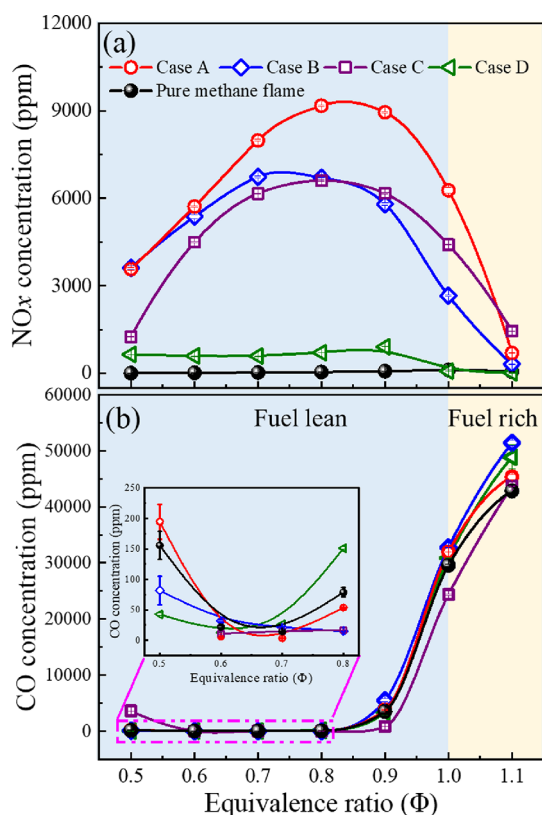 (a)
Case A Case B Case C Case D
Pure methane flame
12000
9000
6000
3000
0
NOx concentration (ppm)
(b)
Fuel lean Fuel rich
60000
50000
40000
30000
20000
10000
0
CO concentration (ppm)
250
200
150
100
50
0
CO concentration (ppm)
0.5 0.6 0.7 0.8
Equivalence ratio (Φ)
0.5 0.6 0.7 0.8 0.9 1.0 1.1
Equivalence ratio (Φ)